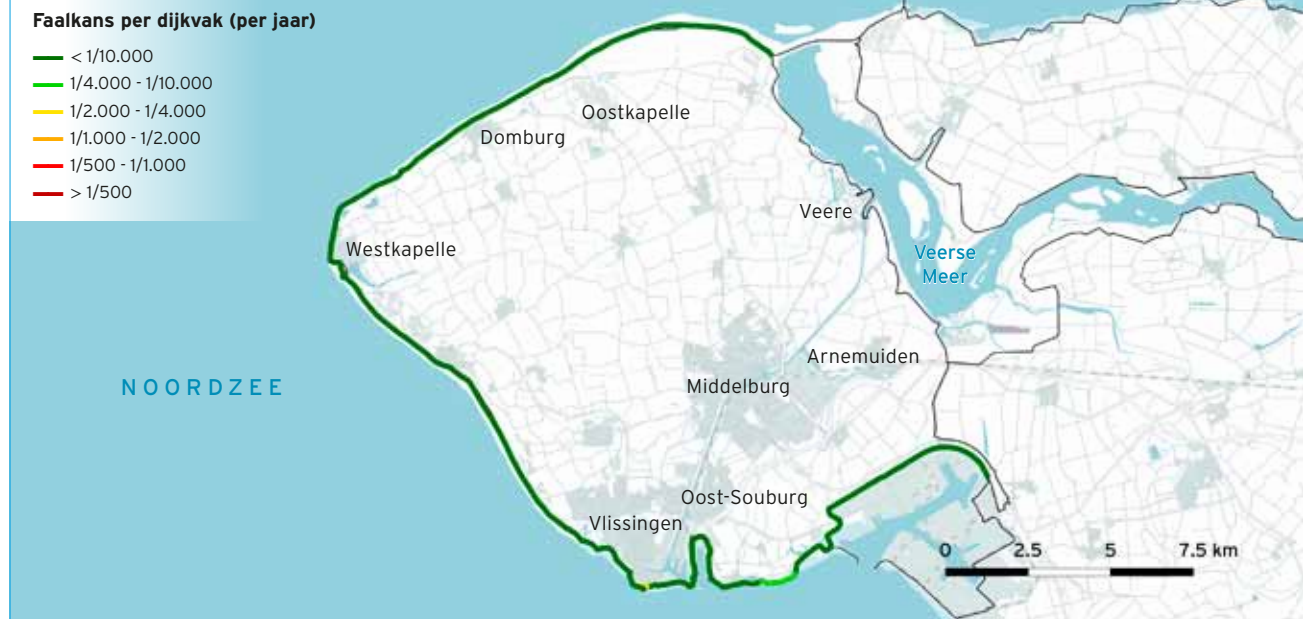 Faalkans per dijkvak (per jaar)
< 1/10.000
1/4.000 - 1/10.000
1/2.000 - 1/4.000
1/1.000 - 1/2.000
1/500 - 1/1.000
> 1/500
Oostkapelle
Domburg
Veere
Westkapelle
Veerse
Meer
Arnemuiden
NOORDZEE
Middelburg
Oost-Souburg
Vlissingen
0 2.5 5 7.5 km